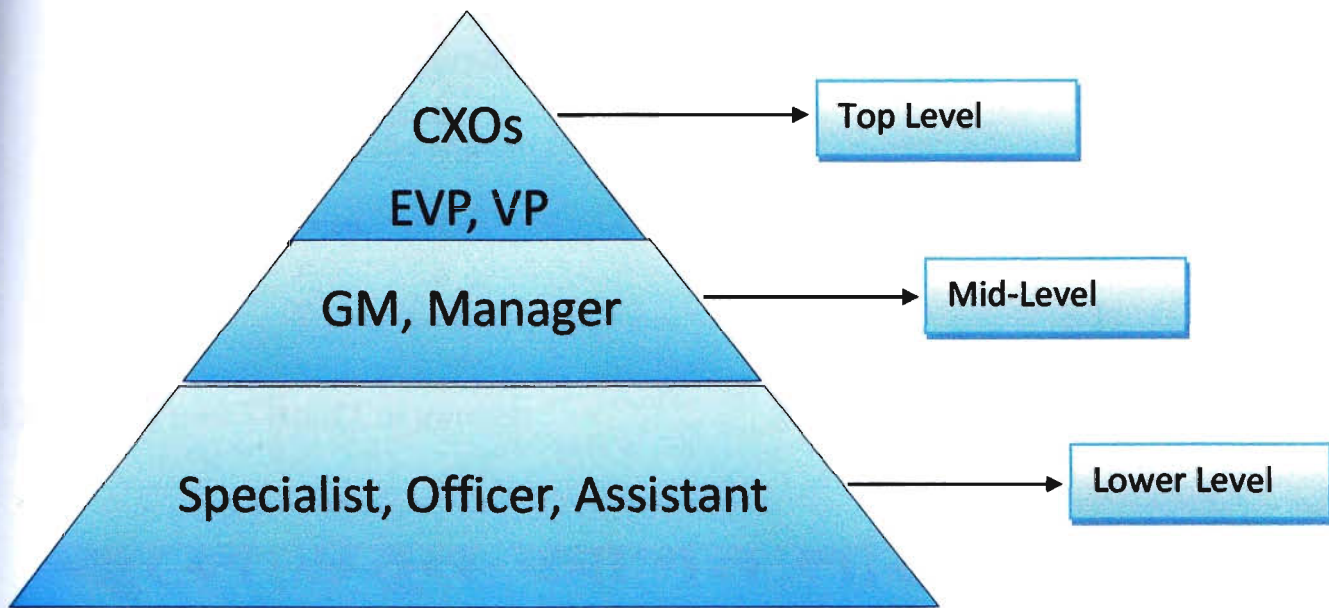 CXOs
EVP, VP
Top Level
GM, Manager
Mid-Level
Specialist, Officer, Assistant
Lower Level